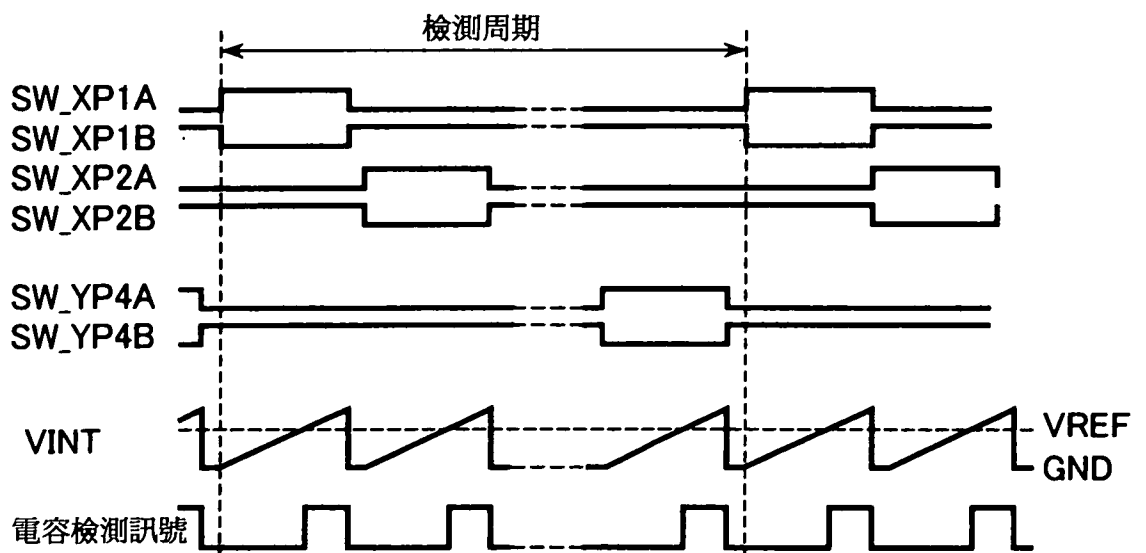 檢測周期
SW_XP1A
SW_XP1B
SW_XP2A
SW_XP2B
SW_YP4A
SW_YP4B
VINT
VREF
GND
電容檢測訊號